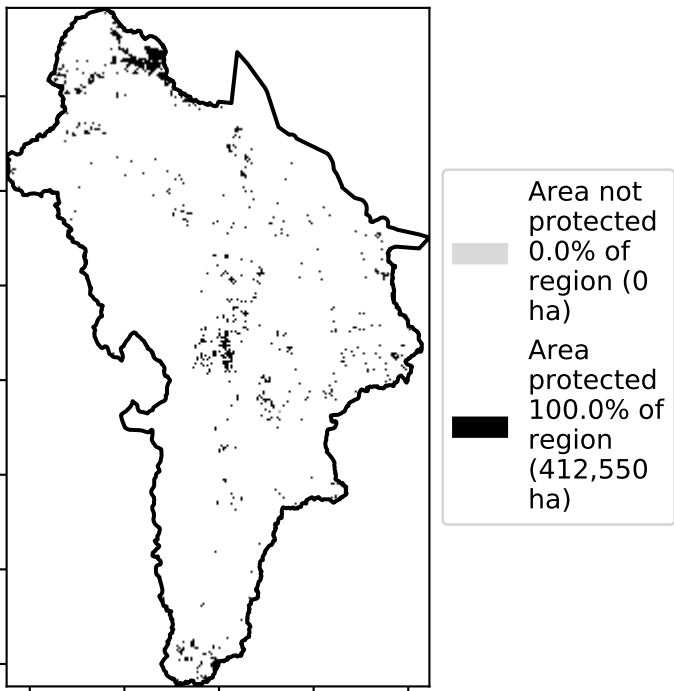 Area not
protected
0.0% of
region (0
ha)
Area
protected
100.0% of
region
(412,550
ha)